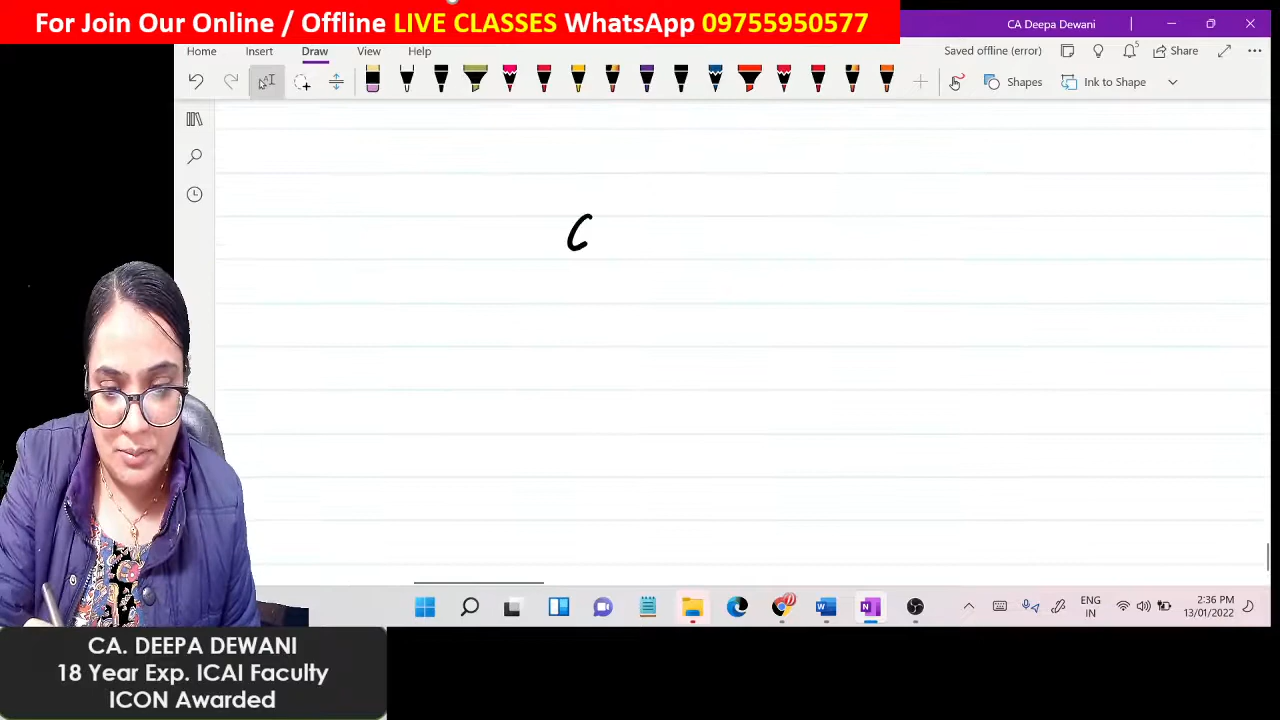 For Join Our Online / Offline LIVE CLASSES WhatsApp 09755950577
CA Deepa Dewani
Home Insert Draw View Help
Saved offline (error) 5 Share
Shapes Ink to Shape
C
ENG
IN
2:36 PM
13/01/2022
CA. DEEPA DEWANI
18 Year Exp. ICAI Faculty
ICON Awarded